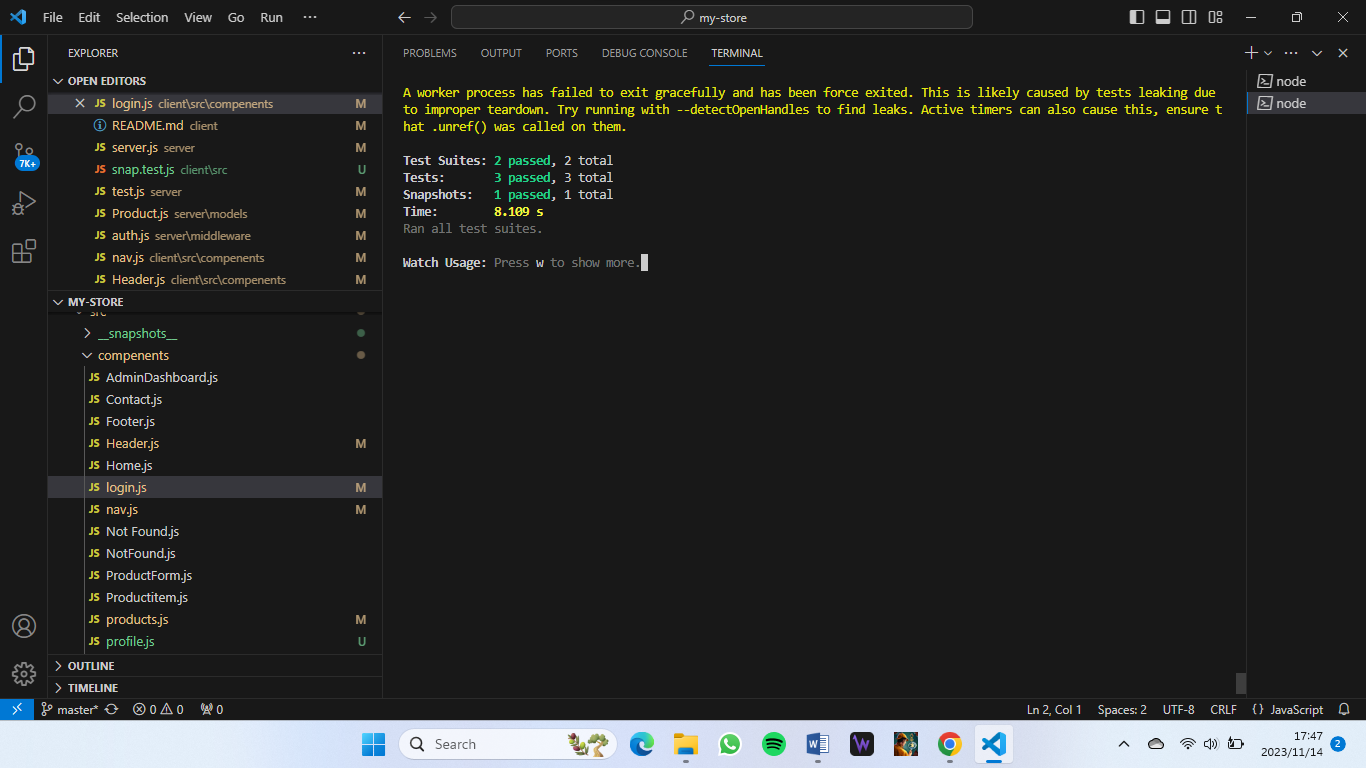 File Edit Selection View Go Run ···
my-store
EXPLORER ···
OPEN EDITORS
JS login.js client\src\compenents M
README.md client M
JS server.js server M
JS snap.test.js client\src U
JS test.js server M
JS Product.js server\models M
JS auth.js server\middleware M
JS nav.js client\src\compenents M
JS Header.js client\src\compenents M
MY-STORE
src
__snapshots__
compenents
JS AdminDashboard.js
JS Contact.js
JS Footer.js
JS Header.js M
JS Home.js
JS login.js M
JS nav.js M
JS Not Found.js
JS NotFound.js
JS ProductForm.js
JS Productitem.js
JS products.js M
JS profile.js U
OUTLINE
TIMELINE
7K+
PROBLEMS OUTPUT PORTS DEBUG CONSOLE TERMINAL
A worker process has failed to exit gracefully and has been force exited. This is likely caused by tests leaking due
to improper teardown. Try running with --detectOpenHandles to find leaks. Active timers can also cause this, ensure t
hat .unref() was called on them.
Test Suites: 2 passed, 2 total
Tests: 3 passed, 3 total
Snapshots: 1 passed, 1 total
Time: 8.109 s
Ran all test suites.
Watch Usage: Press w to show more.
node
node
master* 0 0 0
Ln 2, Col 1 Spaces: 2 UTF-8 CRLF {} JavaScript
Search
W
W
17:47
2023/11/14
2